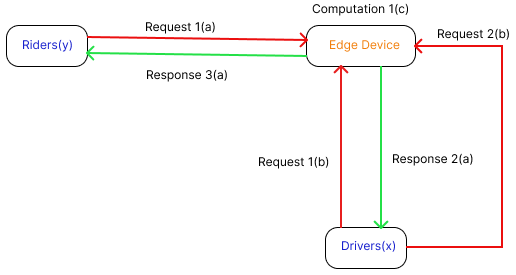 Computation 1(c)
Request 1(a)
Request 2(b)
Riders(y)
Edge Device
Response 3(a)
Request 1(b)
Response 2(a)
Drivers(x)